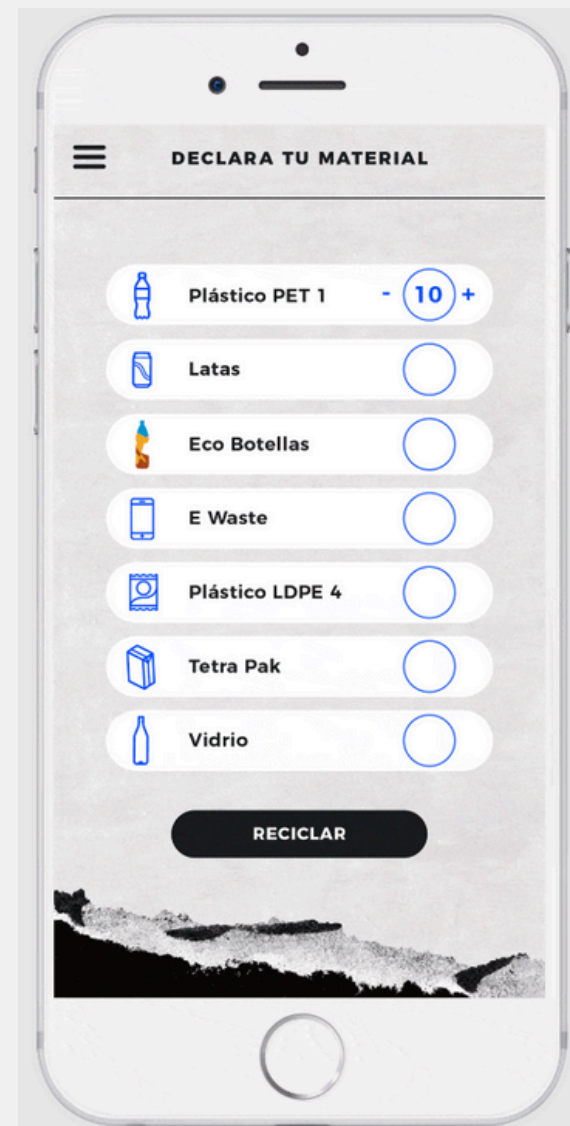 DECLARA TU MATERIAL
Plástico PET 1 - 10 +
Latas
Eco Botellas
E Waste
Plástico LDPE 4
Tetra Pak
Vidrio
RECICLAR